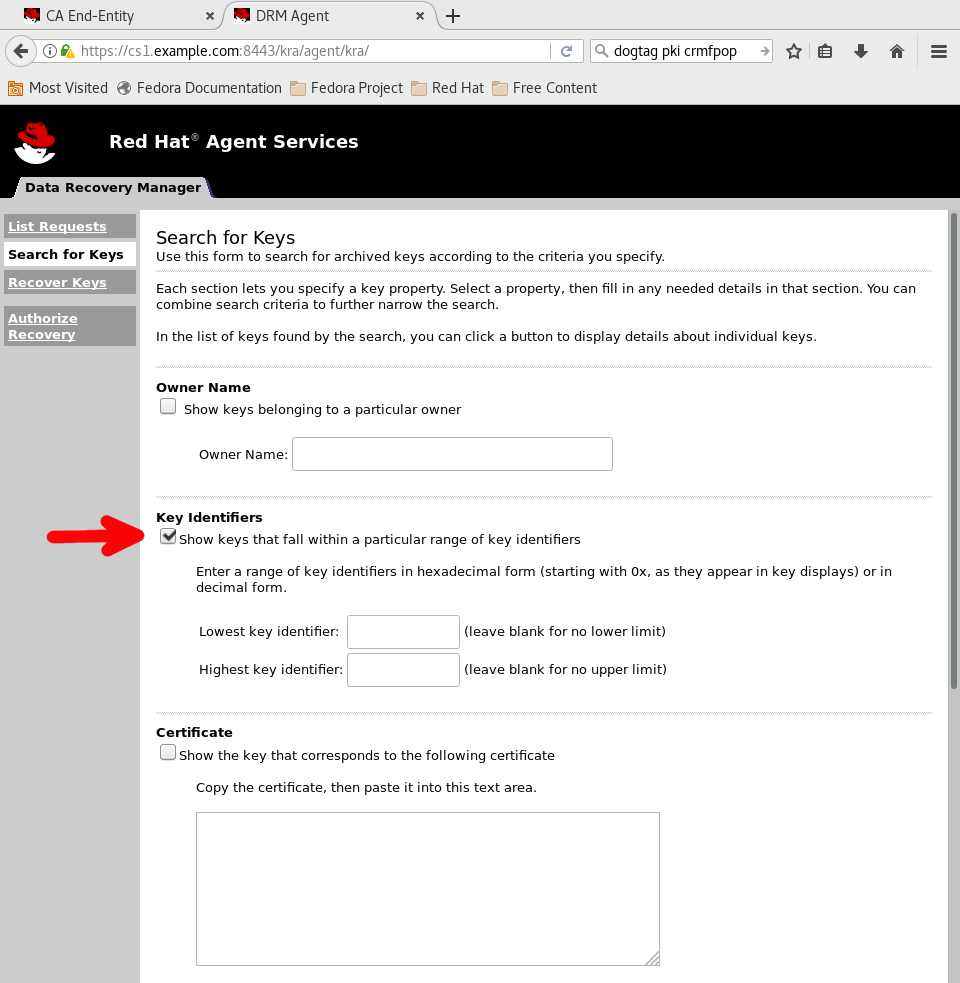 CA End-Entity
DRM Agent
https://cs1.example.com:8443/kra/agent/kra/
dogtag pki crmfpop
Most Visited
Fedora Documentation
Fedora Project
Red Hat
Free Content
Red Hat® Agent Services
Data Recovery Manager
List Requests
Search for Keys
Recover Keys
Authorize
Recovery
Search for Keys
Use this form to search for archived keys according to the criteria you specify.
Each section lets you specify a key property. Select a property, then fill in any needed details in that section. You can
combine search criteria to further narrow the search.
In the list of keys found by the search, you can click a button to display details about individual keys.
Owner Name
Show keys belonging to a particular owner
Owner Name:
Key Identifiers
Show keys that fall within a particular range of key identifiers
Enter a range of key identifiers in hexadecimal form (starting with 0x, as they appear in key displays) or in
decimal form.
Lowest key identifier: (leave blank for no lower limit)
Highest key identifier: (leave blank for no upper limit)
Certificate
Show the key that corresponds to the following certificate
Copy the certificate, then paste it into this text area.